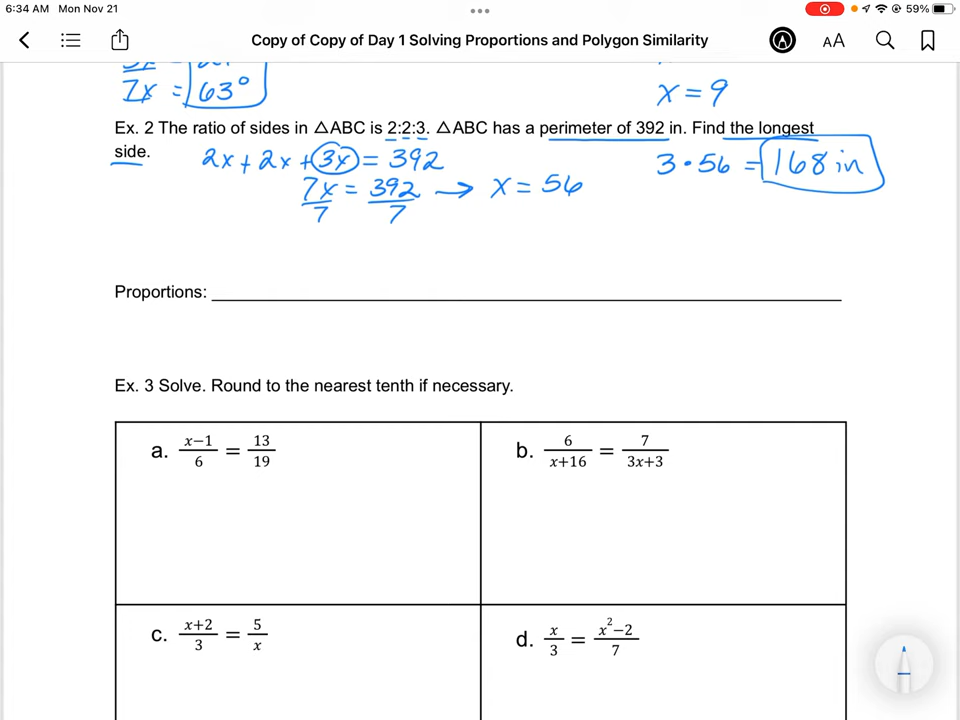 6:34 AM Mon Nov 21
59%
Copy of Copy of Day 1 Solving Proportions and Polygon Similarity
AA
7x = 63°
x = 9
Ex. 2 The ratio of sides in △ABC is 2:2:3. △ABC has a perimeter of 392 in. Find the longest
side.
2x + 2x + 3x = 392
3 • 56 = 168 in
7x/7 = 392/7 → x = 56
Proportions:
Ex. 3 Solve. Round to the nearest tenth if necessary.
a. x−1/6 = 13/19
b. 6/x+16 = 7/3x+3
c. x+2/3 = 5/x
d. x/3 = x²−2/7